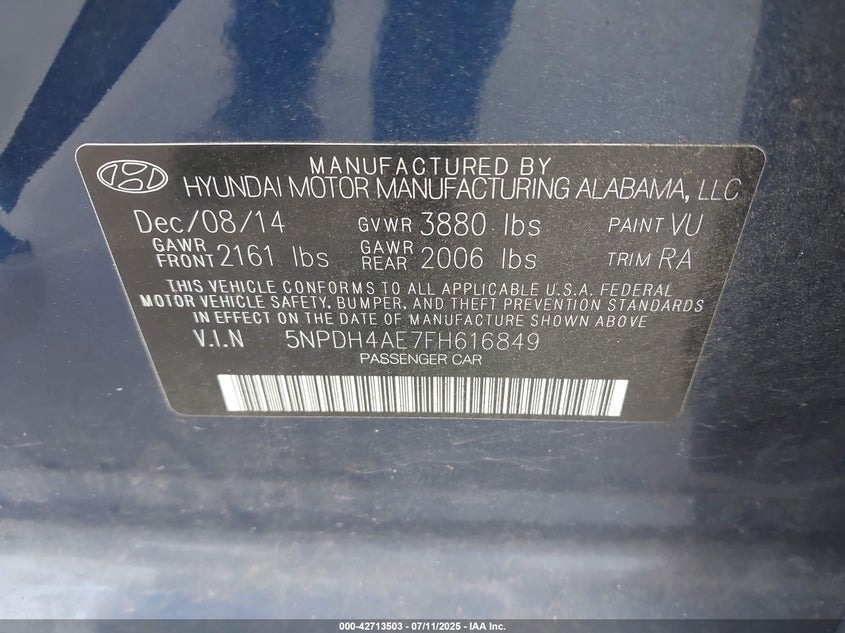 MANUFACTURED BY
HYUNDAI MOTOR MANUFACTURING ALABAMA, LLC
Dec/08/14 GVWR 3880 lbs PAINT VU
GAWR FRONT 2161 lbs GAWR REAR 2006 lbs TRIM RA
THIS VEHICLE CONFORMS TO ALL APPLICABLE U.S.A. FEDERAL
MOTOR VEHICLE SAFETY, BUMPER, AND THEFT PREVENTION STANDARDS
IN EFFECT ON THE DATE OF MANUFACTURE SHOWN ABOVE.
V.I.N 5NPDH4AE7FH616849
PASSENGER CAR
000-42713503 - 07/11/2025 - IAA Inc.